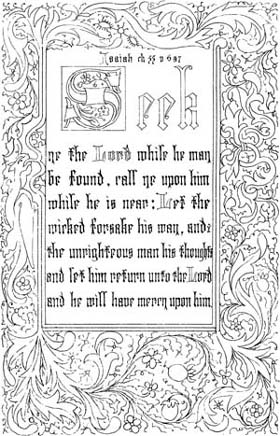 Isaiah ch 55 v 6 & 7
Seek
ye the Lord while he may
be found, call ye upon him
while he is near: Let the
wicked forsake his way, and
the unrighteous man his thoughts
and let him return unto the Lord
and he will have mercy upon him